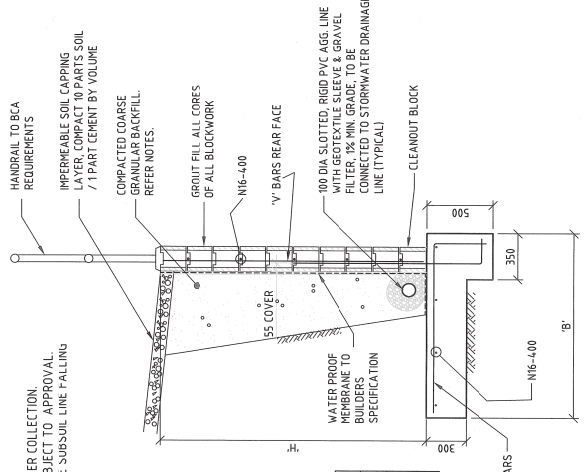 HANDRAIL TO BCA
REQUIREMENTS
IMPERMEABLE SOIL CAPPING
LAYER, COMPACT 10 PARTS SOIL
/ 1 PART CEMENT BY VOLUME
COMPACTED COARSE
GRANULAR BACKFILL.
REFER NOTES.
GROUT FILL ALL CORES
OF ALL BLOCKWORK
N16-400
'V' BARS REAR FACE
100 DIA SLOTTED, RIGID PVC AGG. LINE
WITH GEOTEXTILE SLEEVE & GRAVEL
FILTER, 1% MIN. GRADE, TO BE
CONNECTED TO STORMWATER DRAINAGE
LINE (TYPICAL)
CLEANOUT BLOCK
500
350
55 COVER
WATER PROOF
MEMBRANE TO
BUILDERS
SPECIFICATION
'H'
300
N16-400
'B'
BARS
ER COLLECTION.
BJECT TO APPROVAL.
E SUBSOIL LINE FALLING